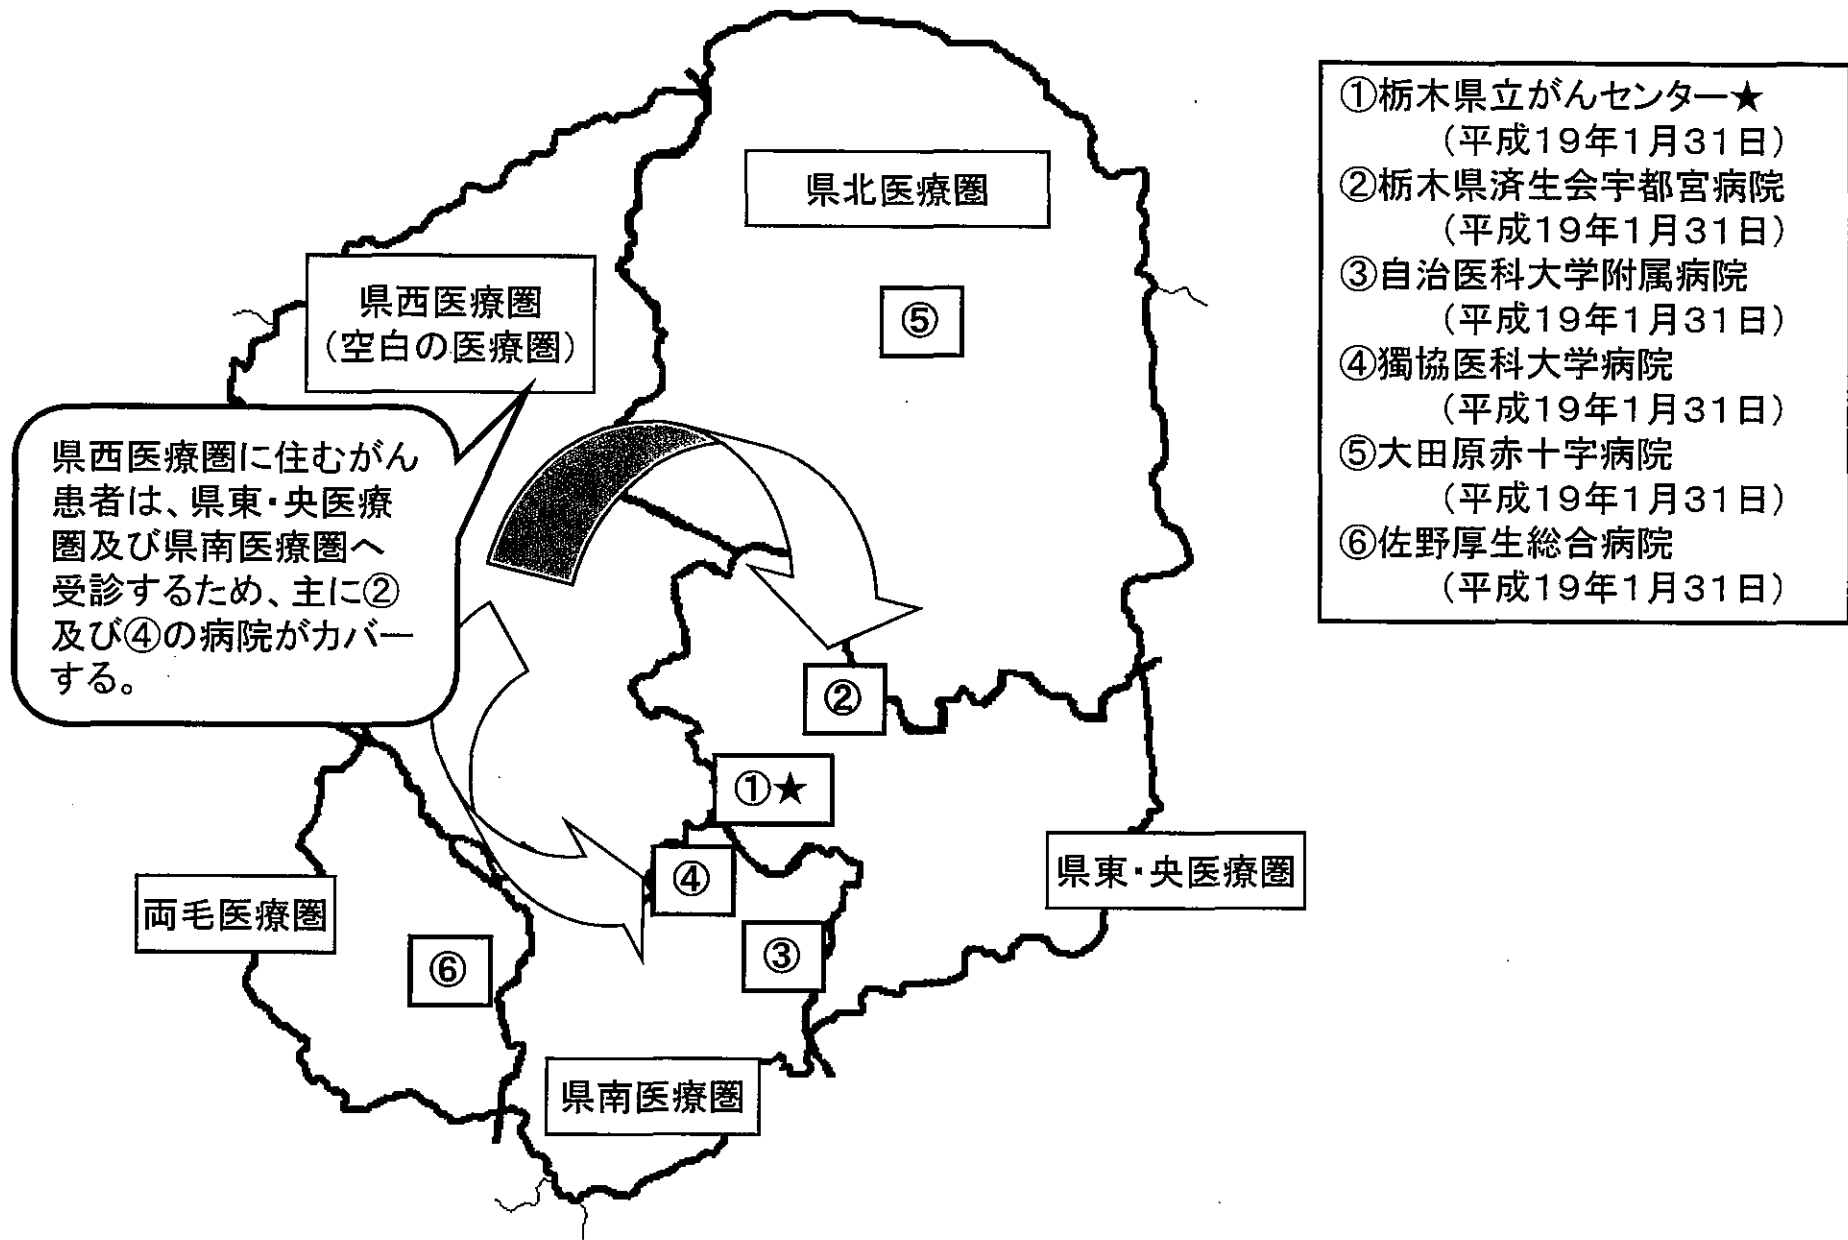 県北医療圏
県西医療圏
(空白の医療圏)
⑤
県西医療圏に住むがん
患者は、県東・央医療
圏及び県南医療圏へ
受診するため、主に②
及び④の病院がカバー
する。
②
①★
④
県東・央医療圏
両毛医療圏
⑥
③
県南医療圏
①栃木県立がんセンター★
(平成19年1月31日)
②栃木県済生会宇都宮病院
(平成19年1月31日)
③自治医科大学附属病院
(平成19年1月31日)
④獨協医科大学病院
(平成19年1月31日)
⑤大田原赤十字病院
(平成19年1月31日)
⑥佐野厚生総合病院
(平成19年1月31日)